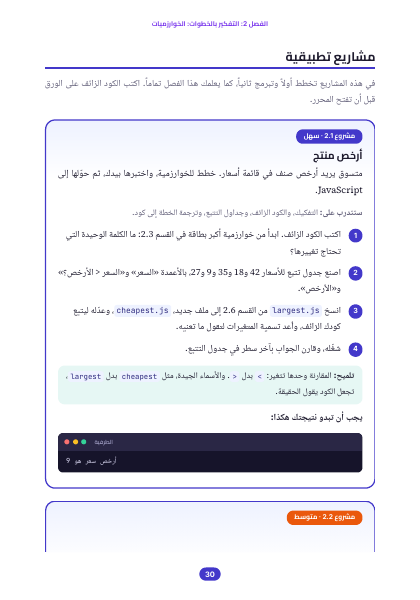 الفصل 2: التفكير بالخطوات: الخوارزميات
مشاريع تطبيقية
في هذه المشاريع تخطط أولاً وتبرمج ثانياً، كما يعلمك هذا الفصل تماماً. اكتب الكود الزائف على الورق
قبل أن تفتح المحرر.
مشروع 2.1 · سهل
أرخص منتج
متسوق يريد أرخص صنف في قائمة أسعار. خطط للخوارزمية، واختبرها بيدك، ثم حوّلها إلى
JavaScript.
ستتدرب على: التفكيك، والكود الزائف، وجداول التتبع، وترجمة الخطة إلى كود.
1 اكتب الكود الزائف. ابدأ من خوارزمية أكبر بطاقة في القسم 2.3: ما الكلمة الوحيدة التي
تحتاج تغييرها؟
2 اصنع جدول تتبع للأسعار 42 و18 و35 و9 و27، بالأعمدة «السعر» و«السعر < الأرخص؟»
و«الأرخص».
3 انسخ largest.js من القسم 2.6 إلى ملف جديد، cheapest.js، وعدّله ليتبع
كودك الزائف، وأعد تسمية المتغيرات لتقول ما تعنيه.
4 شغّله، وقارن الجواب بآخر سطر في جدول التتبع.
تلميح: المقارنة وحدها تتغير: < بدل >. والأسماء الجيدة، مثل cheapest بدل largest،
تجعل الكود يقول الحقيقة.
يجب أن تبدو نتيجتك هكذا:
الطرفية
أرخص سعر هو 9
مشروع 2.2 · متوسط
30